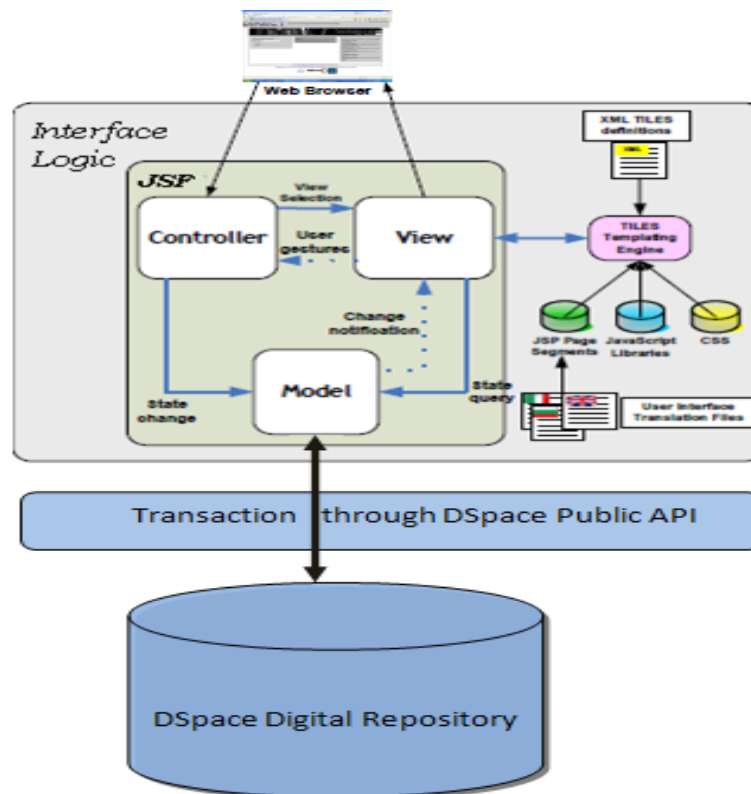 Web Browser
Interface
Logic
XML TILES
definitions
XML
JSF
View
Selection
Controller
View
User
gestures
TILES
Templating
Engine
Change
notification
JSP Page
Segments
JavaScript
Libraries
CSS
Model
State
change
State
query
User Interface
Translation Files
Transaction through DSpace Public API
DSpace Digital Repository